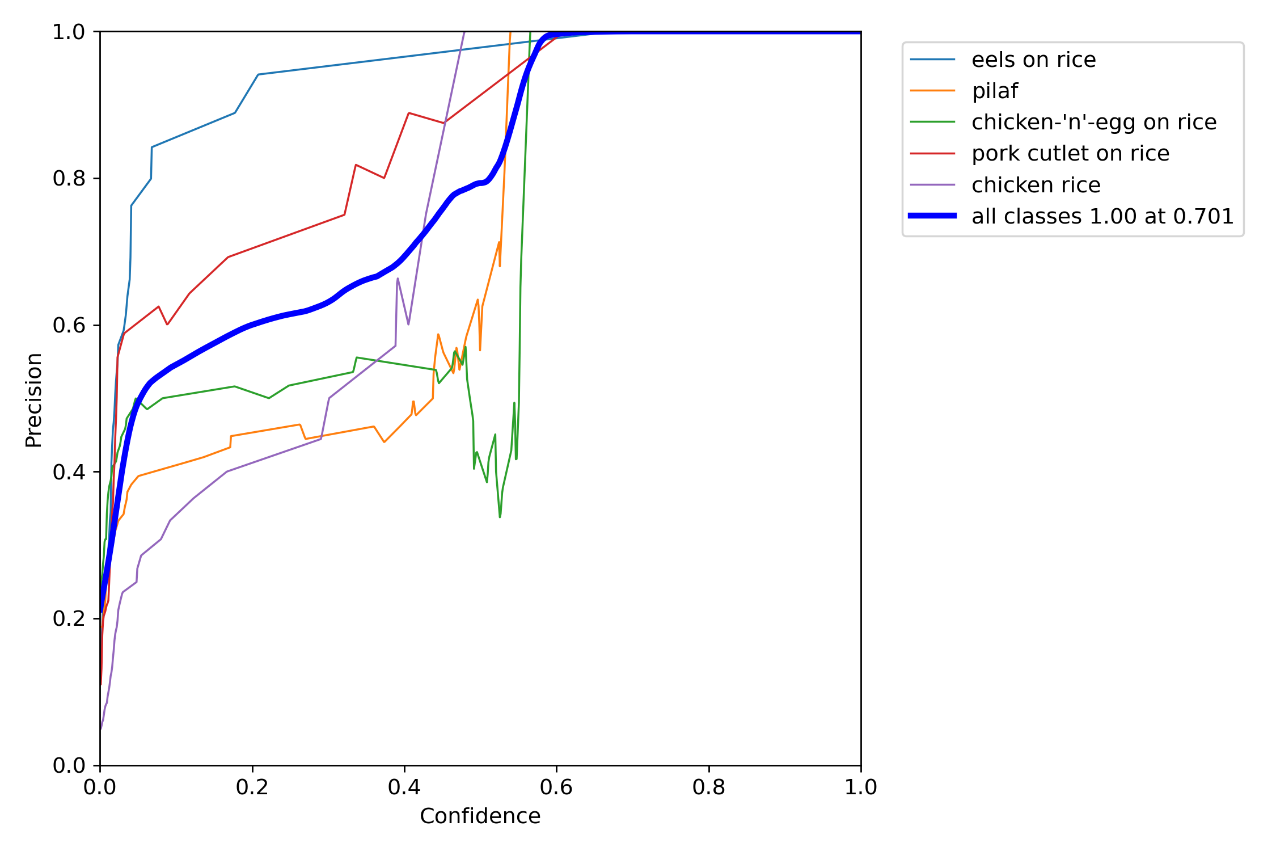 1.0
0.8
0.6
0.4
0.2
0.0
Precision
0.0 0.2 0.4 0.6 0.8 1.0
Confidence
eels on rice
pilaf
chicken-'n'-egg on rice
pork cutlet on rice
chicken rice
all classes 1.00 at 0.701